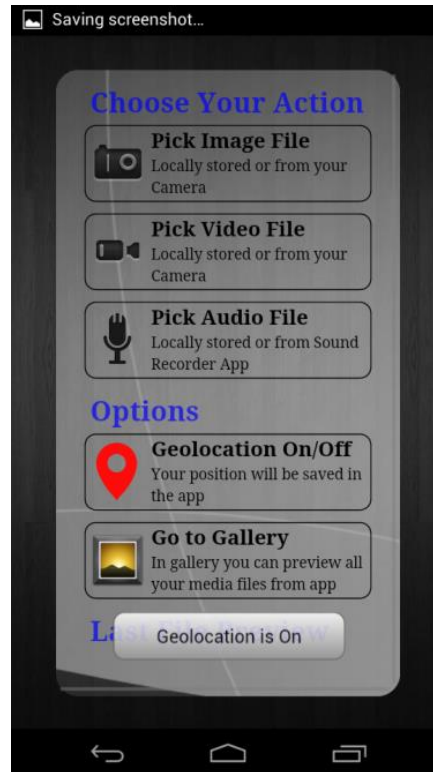 Saving screenshot...
Choose Your Action
Pick Image File
Locally stored or from your
Camera
Pick Video File
Locally stored or from your
Camera
Pick Audio File
Locally stored or from Sound
Recorder App
Options
Geolocation On/Off
Your position will be saved in
the app
Go to Gallery
In gallery you can preview all
your media files from app
Last File Preview
Geolocation is On